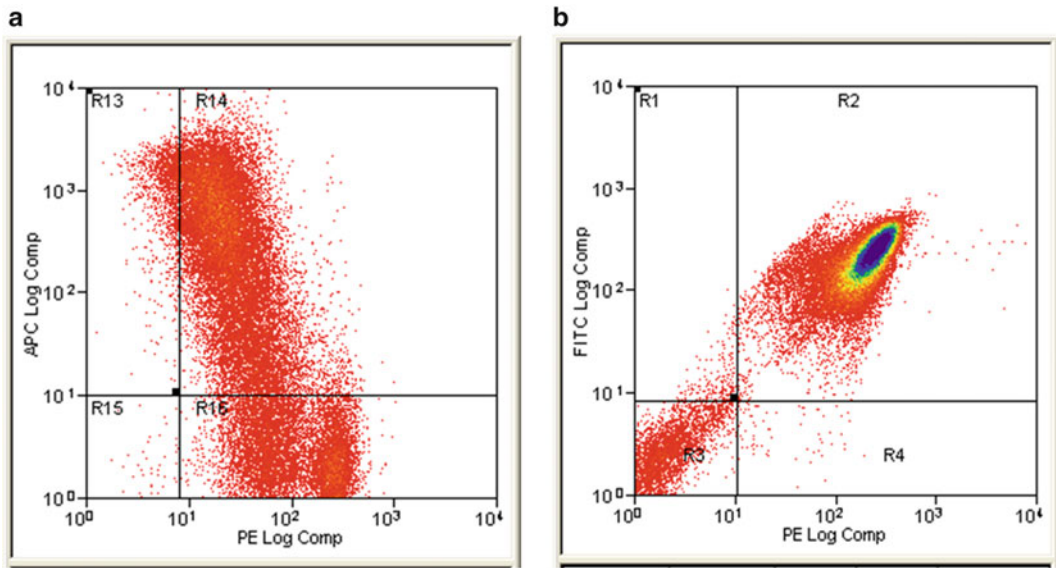 a
b
10⁴
R13
R14
10³
10²
10¹
R15
R16
10⁰
APC Log Comp
10⁰
10¹
10²
10³
10⁴
PE Log Comp
10⁴
R1
R2
10³
10²
10¹
R3
R4
10⁰
FITC Log Comp
10⁰
10¹
10²
10³
10⁴
PE Log Comp